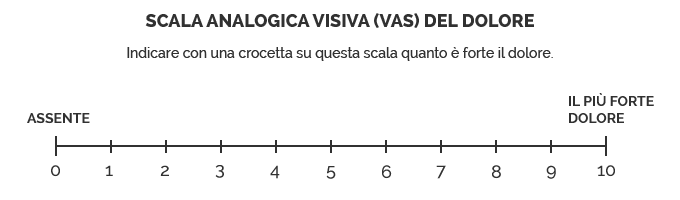 SCALA ANALOGICA VISIVA (VAS) DEL DOLORE
Indicare con una crocetta su questa scala quanto è forte il dolore.
ASSENTE
IL PIÙ FORTE
DOLORE
0 1 2 3 4 5 6 7 8 9 10